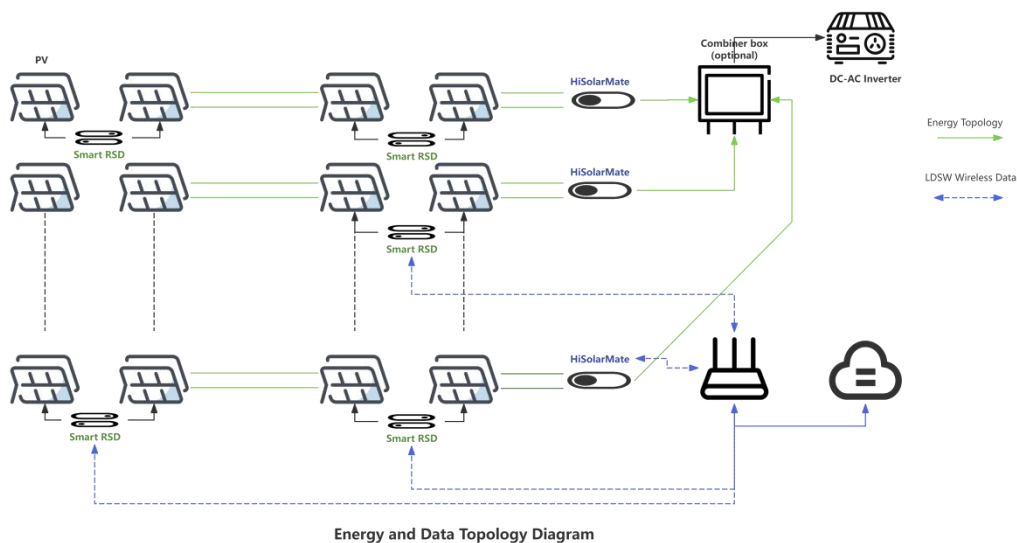 PV
Combiner box
(optional)
DC-AC Inverter
HiSolarMate
Smart RSD
Smart RSD
Energy Topology
HiSolarMate
LDSW Wireless Data
Smart RSD
HiSolarMate
Smart RSD
Smart RSD
Energy and Data Topology Diagram